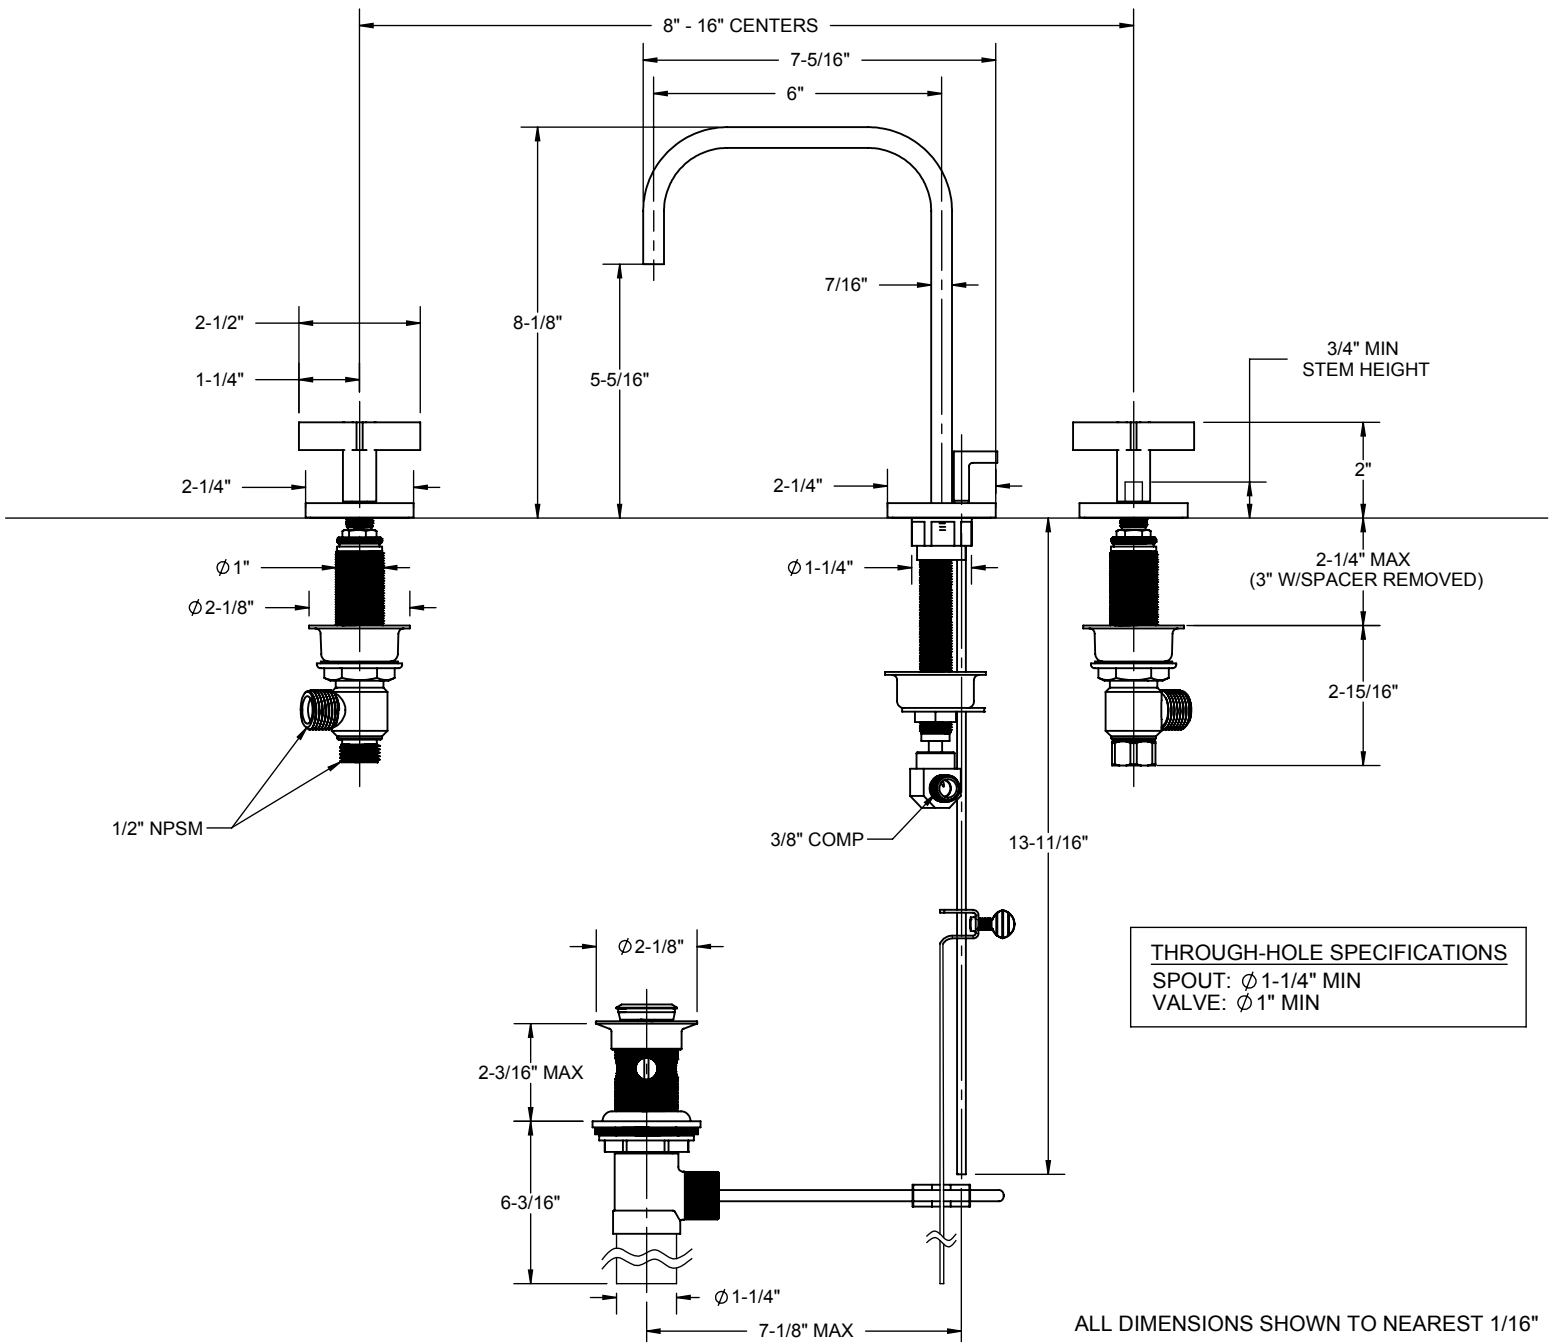 8" - 16" CENTERS
7-5/16"
6"
7/16"
2-1/2"
8-1/8"
3/4" MIN
STEM HEIGHT
1-1/4"
5-5/16"
2"
2-1/4"
2-1/4"
2-1/4" MAX
(3" W/SPACER REMOVED)
Ø1"
Ø1-1/4"
Ø2-1/8"
2-15/16"
1/2" NPSM
3/8" COMP
13-11/16"
Ø2-1/8"
THROUGH-HOLE SPECIFICATIONS
SPOUT: Ø1-1/4" MIN
VALVE: Ø1" MIN
2-3/16" MAX
6-3/16"
Ø1-1/4"
7-1/8" MAX
ALL DIMENSIONS SHOWN TO NEAREST 1/16"